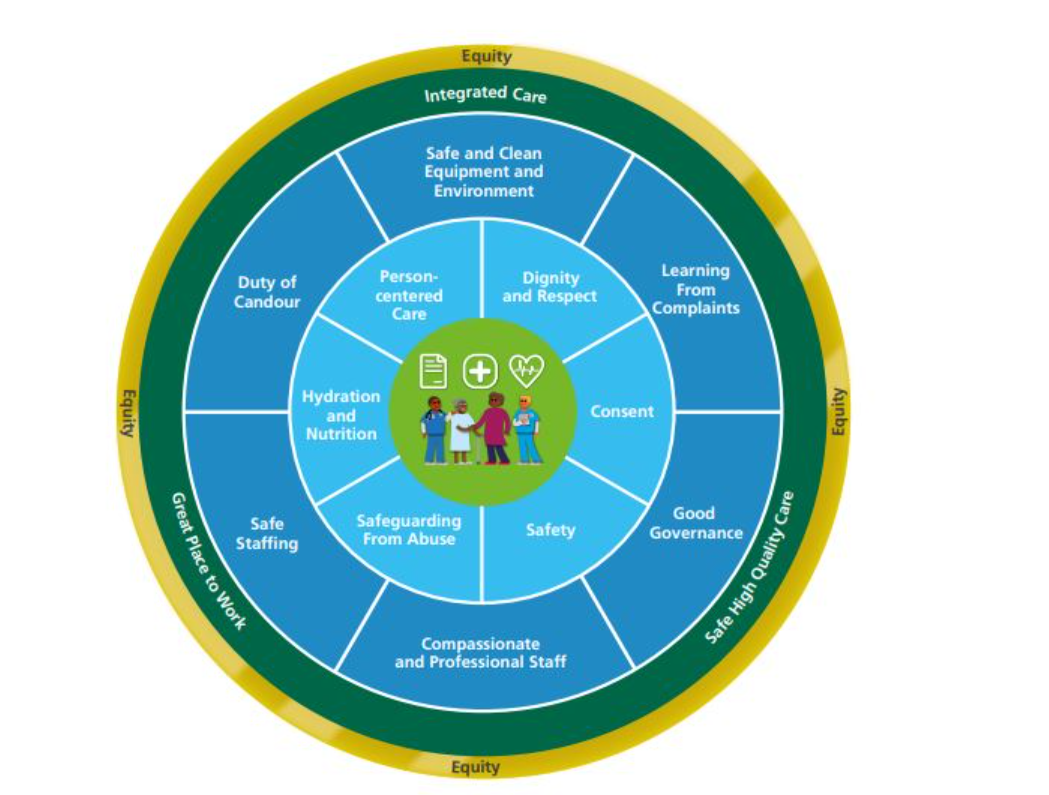 Equity
Integrated Care
Safe and Clean
Equipment and
Environment
Duty of
Candour
Person-
centered
Care
Dignity
and Respect
Learning
From
Complaints
Hydration
and
Nutrition
Consent
Equity
Equity
Safe
Staffing
Safeguarding
From Abuse
Safety
Good
Governance
Great Place to Work
Safe High Quality Care
Compassionate
and Professional Staff
Equity